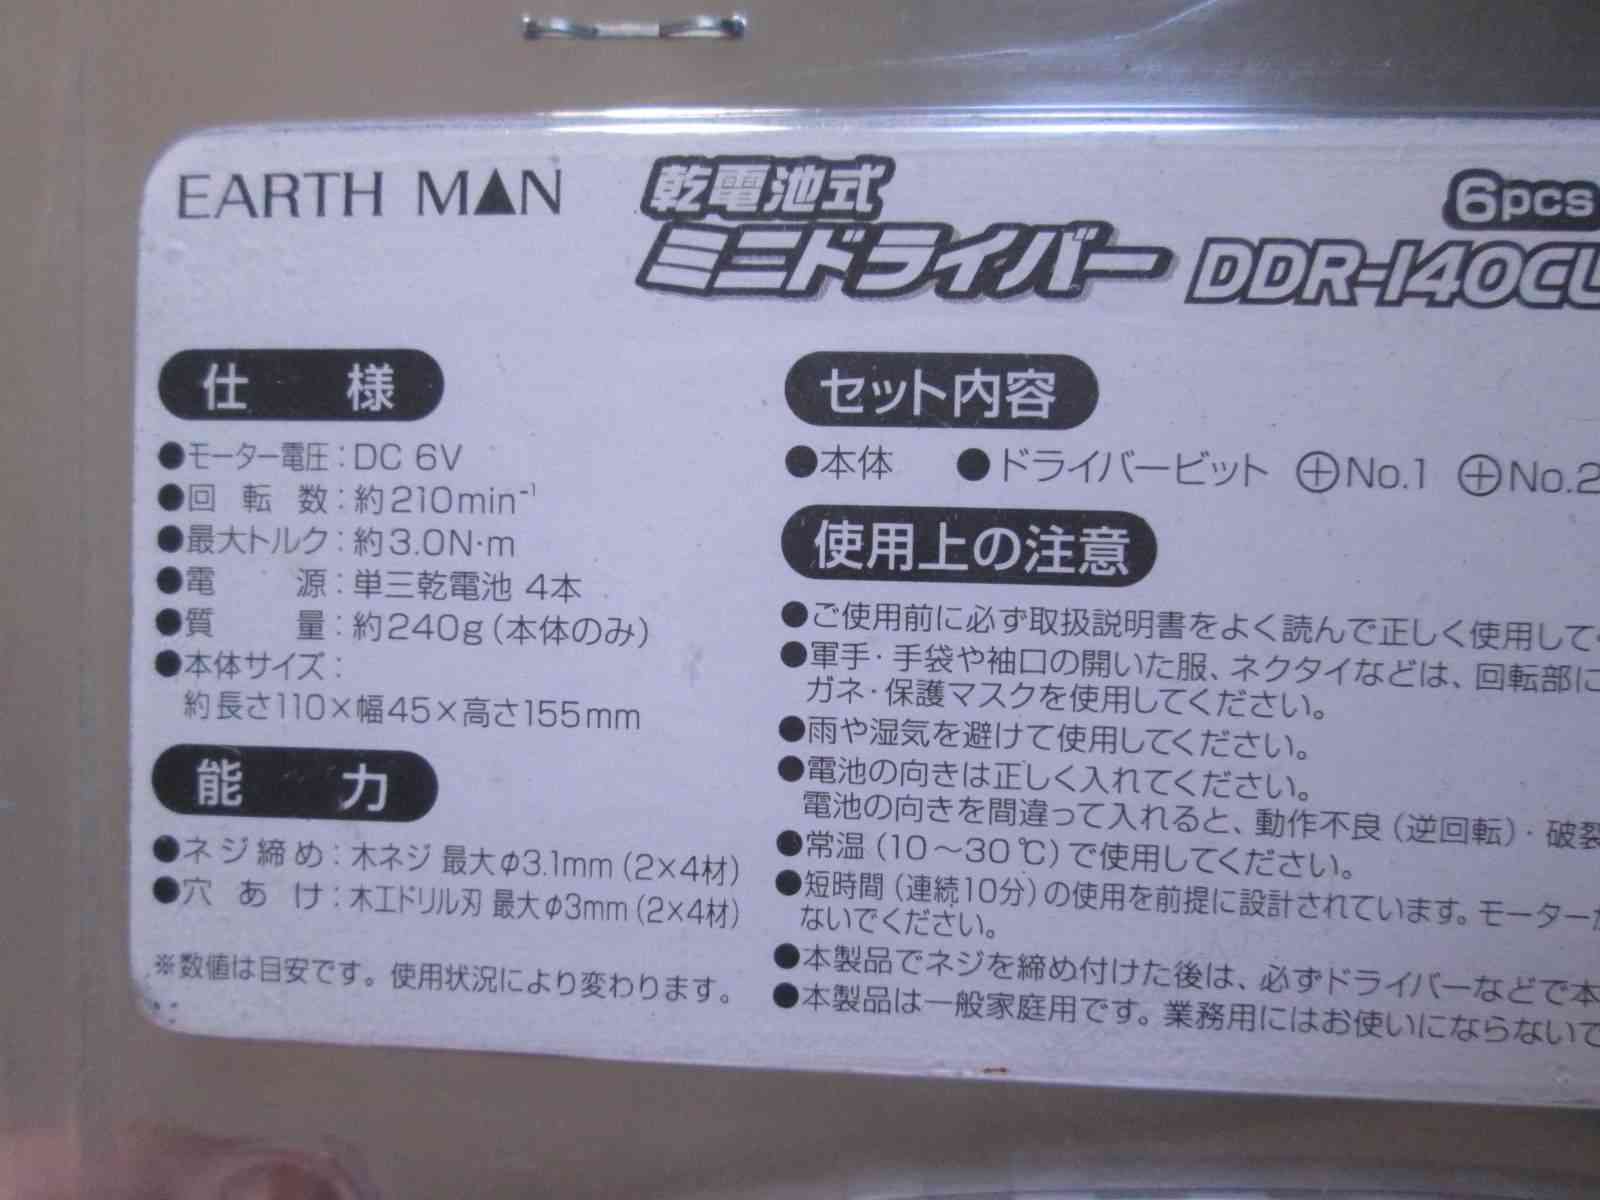 EARTH MAN
乾電池式
ミニドライバー DDR-140CL
6pcs
仕様
●モーター電圧：DC 6V
●回転数：約210min⁻¹
●最大トルク：約3.0N・m
●電源：単三乾電池 4本
●質量：約240g（本体のみ）
●本体サイズ：
約長さ110×幅45×高さ155mm
能力
●ネジ締め：木ネジ 最大φ3.1mm（2×4材）
●穴あけ：木工ドリル刃 最大φ3mm（2×4材）
※数値は目安です。使用状況により変わります。
セット内容
●本体 ●ドライバービット ⊕No.1 ⊕No.2
使用上の注意
●ご使用前に必ず取扱説明書をよく読んで正しく使用して
●軍手・手袋や袖口の開いた服、ネクタイなどは、回転部に
ガネ・保護マスクを使用してください。
●雨や湿気を避けて使用してください。
●電池の向きは正しく入れてください。
電池の向きを間違って入れると、動作不良（逆回転）・破裂
●常温（10～30℃）で使用してください。
●短時間（連続10分）の使用を前提に設計されています。モーターが
ないでください。
●本製品でネジを締め付けた後は、必ずドライバーなどで本
●本製品は一般家庭用です。業務用にはお使いにならないで